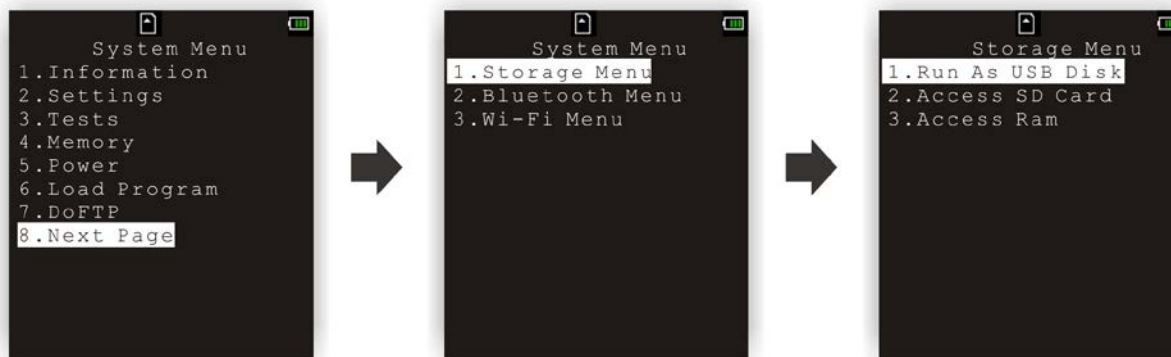 System Menu
1.Information
2.Settings
3.Tests
4.Memory
5.Power
6.Load Program
7.DoFTP
8.Next Page
System Menu
1.Storage Menu
2.Bluetooth Menu
3.Wi-Fi Menu
Storage Menu
1.Run As USB Disk
2.Access SD Card
3.Access Ram